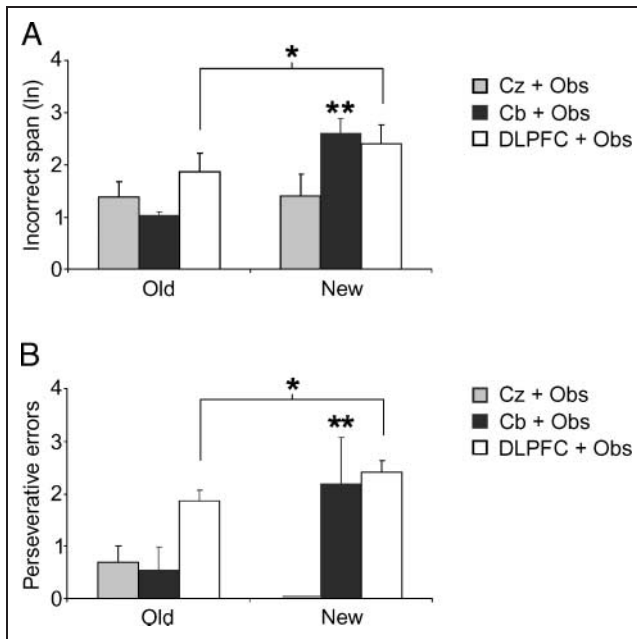 A
Incorrect span (ln)
4
3
2
1
0
*
**
Old
New
Cz + Obs
Cb + Obs
DLPFC + Obs
B
Perseverative errors
4
3
2
1
0
*
**
Old
New
Cz + Obs
Cb + Obs
DLPFC + Obs